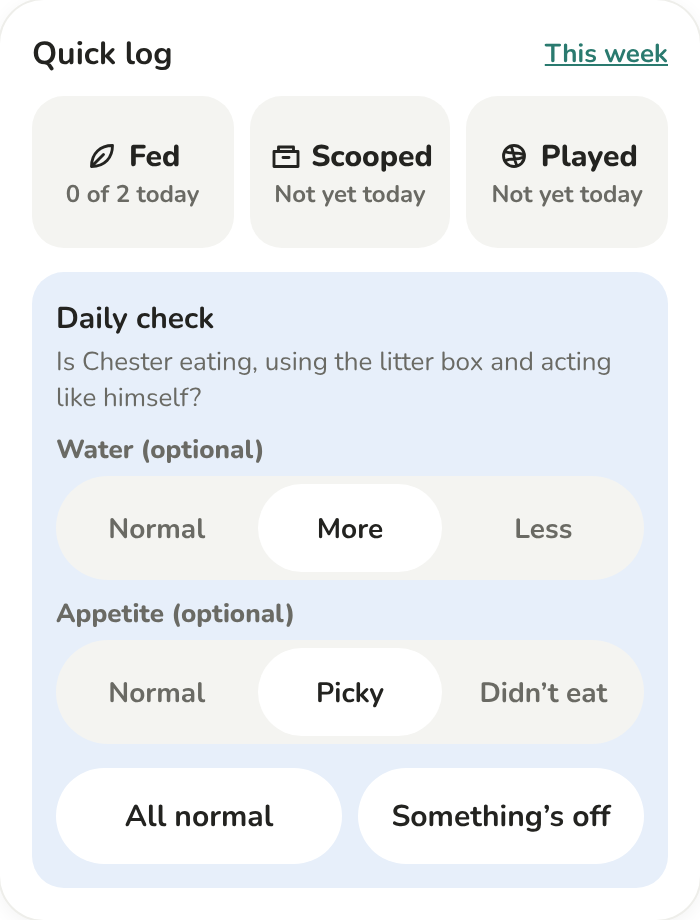 Quick log
This week
Fed
0 of 2 today
Scooped
Not yet today
Played
Not yet today
Daily check
Is Chester eating, using the litter box and acting
like himself?
Water (optional)
Normal
More
Less
Appetite (optional)
Normal
Picky
Didn’t eat
All normal
Something’s off